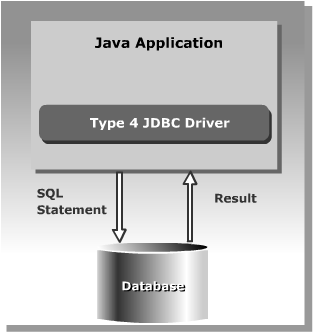 Java Application
Type 4 JDBC Driver
SQL
Statement
Result
Database